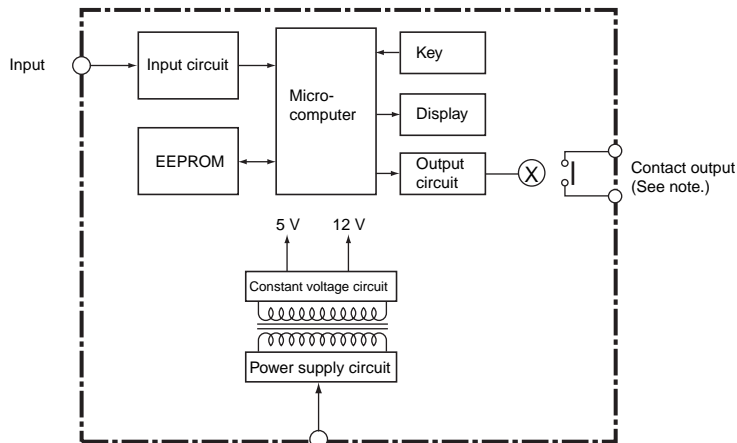 Input
Input circuit
Micro-
computer
Key
Display
EEPROM
Output
circuit
X
Contact output
(See note.)
5 V
12 V
Constant voltage circuit
Power supply circuit